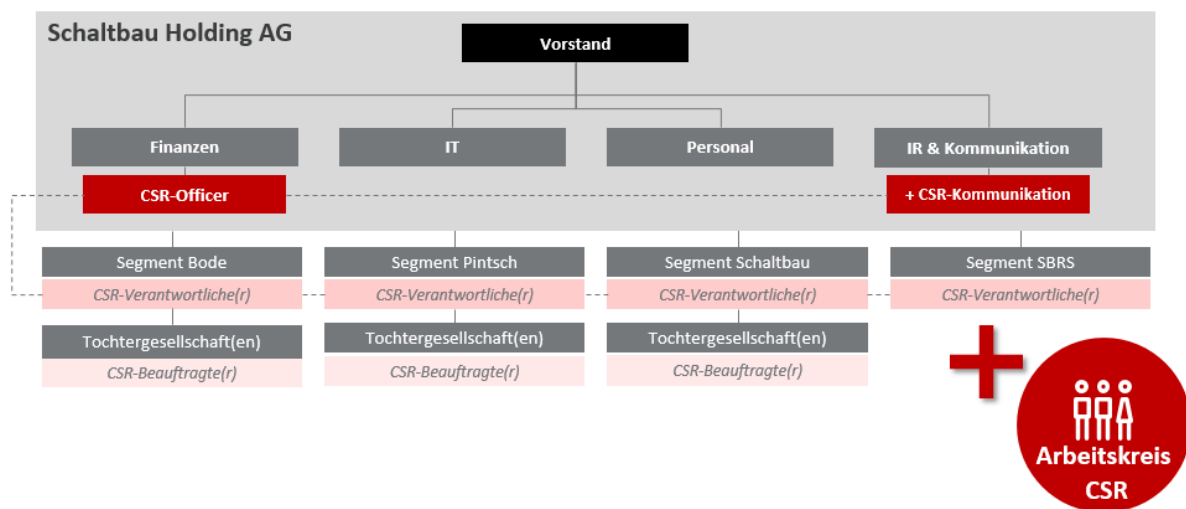 Schaltbau Holding AG
Vorstand
Finanzen
IT
Personal
IR & Kommunikation
CSR-Officer
+ CSR-Kommunikation
Segment Bode
Segment Pintsch
Segment Schaltbau
Segment SBRS
CSR-Verantwortliche(r)
CSR-Verantwortliche(r)
CSR-Verantwortliche(r)
CSR-Verantwortliche(r)
Tochtergesellschaft(en)
Tochtergesellschaft(en)
Tochtergesellschaft(en)
CSR-Beauftragte(r)
CSR-Beauftragte(r)
CSR-Beauftragte(r)
Arbeitskreis
CSR